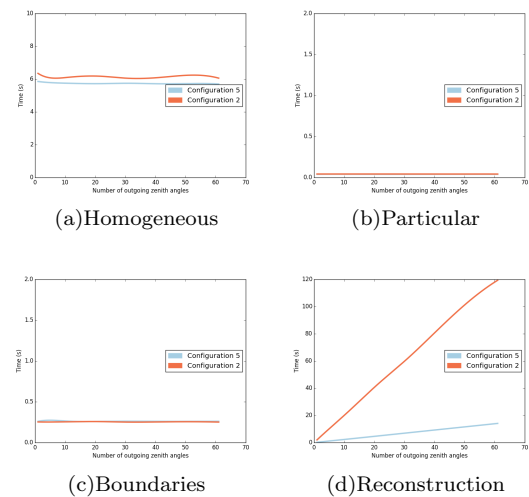 10
8
6
4
2
0
Time (s)
0 10 20 30 40 50 60 70
Number of outgoing zenith angles
Configuration 5
Configuration 2
(a)Homogeneous
2.0
1.5
1.0
0.5
0.0
Time (s)
0 10 20 30 40 50 60 70
Number of outgoing zenith angles
Configuration 5
Configuration 2
(b)Particular
2.0
1.5
1.0
0.5
0.0
Time (s)
0 10 20 30 40 50 60 70
Number of outgoing zenith angles
Configuration 5
Configuration 2
(c)Boundaries
120
100
80
60
40
20
0
Time (s)
0 10 20 30 40 50 60 70
Number of outgoing zenith angles
Configuration 5
Configuration 2
(d)Reconstruction